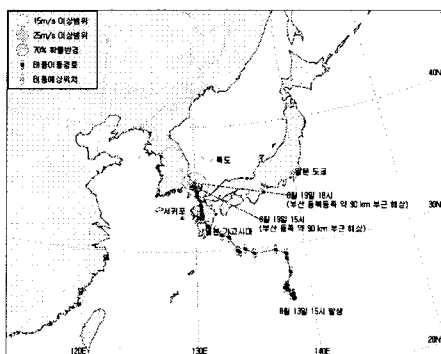 15m/s 이상범위
25m/s 이상범위
70% 확률반경
태풍이동경로
태풍예상위치
40N
독도
일본 도쿄
8월 19일 18시
(부산 동북동쪽 약 90 km 부근 해상)
30N
서귀포
8월 19일 15시
(부산 동쪽 약 90 km 부근 해상)
일본 가고시마
8월 13일 15시 발생
120E
130E
140E
20N